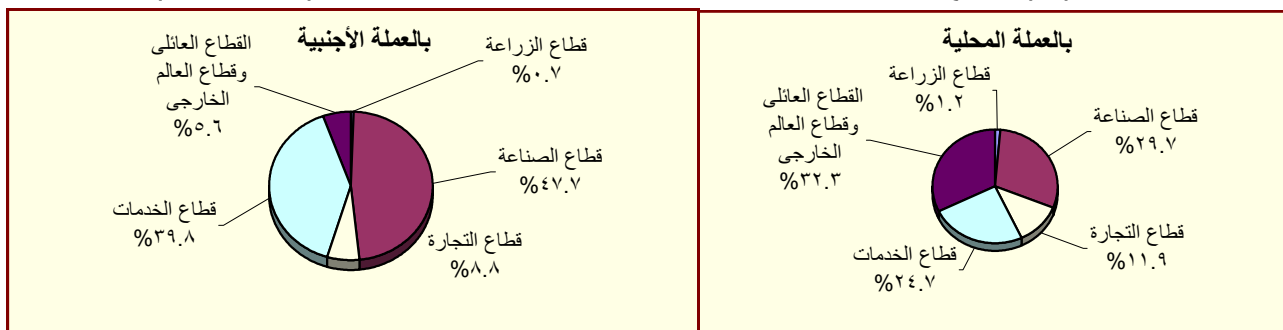 بالعملة المحلية
قطاع الزراعة
%١.٢
قطاع الصناعة
%٢٩.٧
قطاع التجارة
%١١.٩
قطاع الخدمات
%٢٤.٧
القطاع العائلى
وقطاع العالم
الخارجى
%٣٢.٣
بالعملة الأجنبية
قطاع الزراعة
%٠.٧
قطاع الصناعة
%٤٧.٧
قطاع التجارة
%٨.٨
قطاع الخدمات
%٣٩.٨
القطاع العائلى
وقطاع العالم
الخارجى
%٥.٦